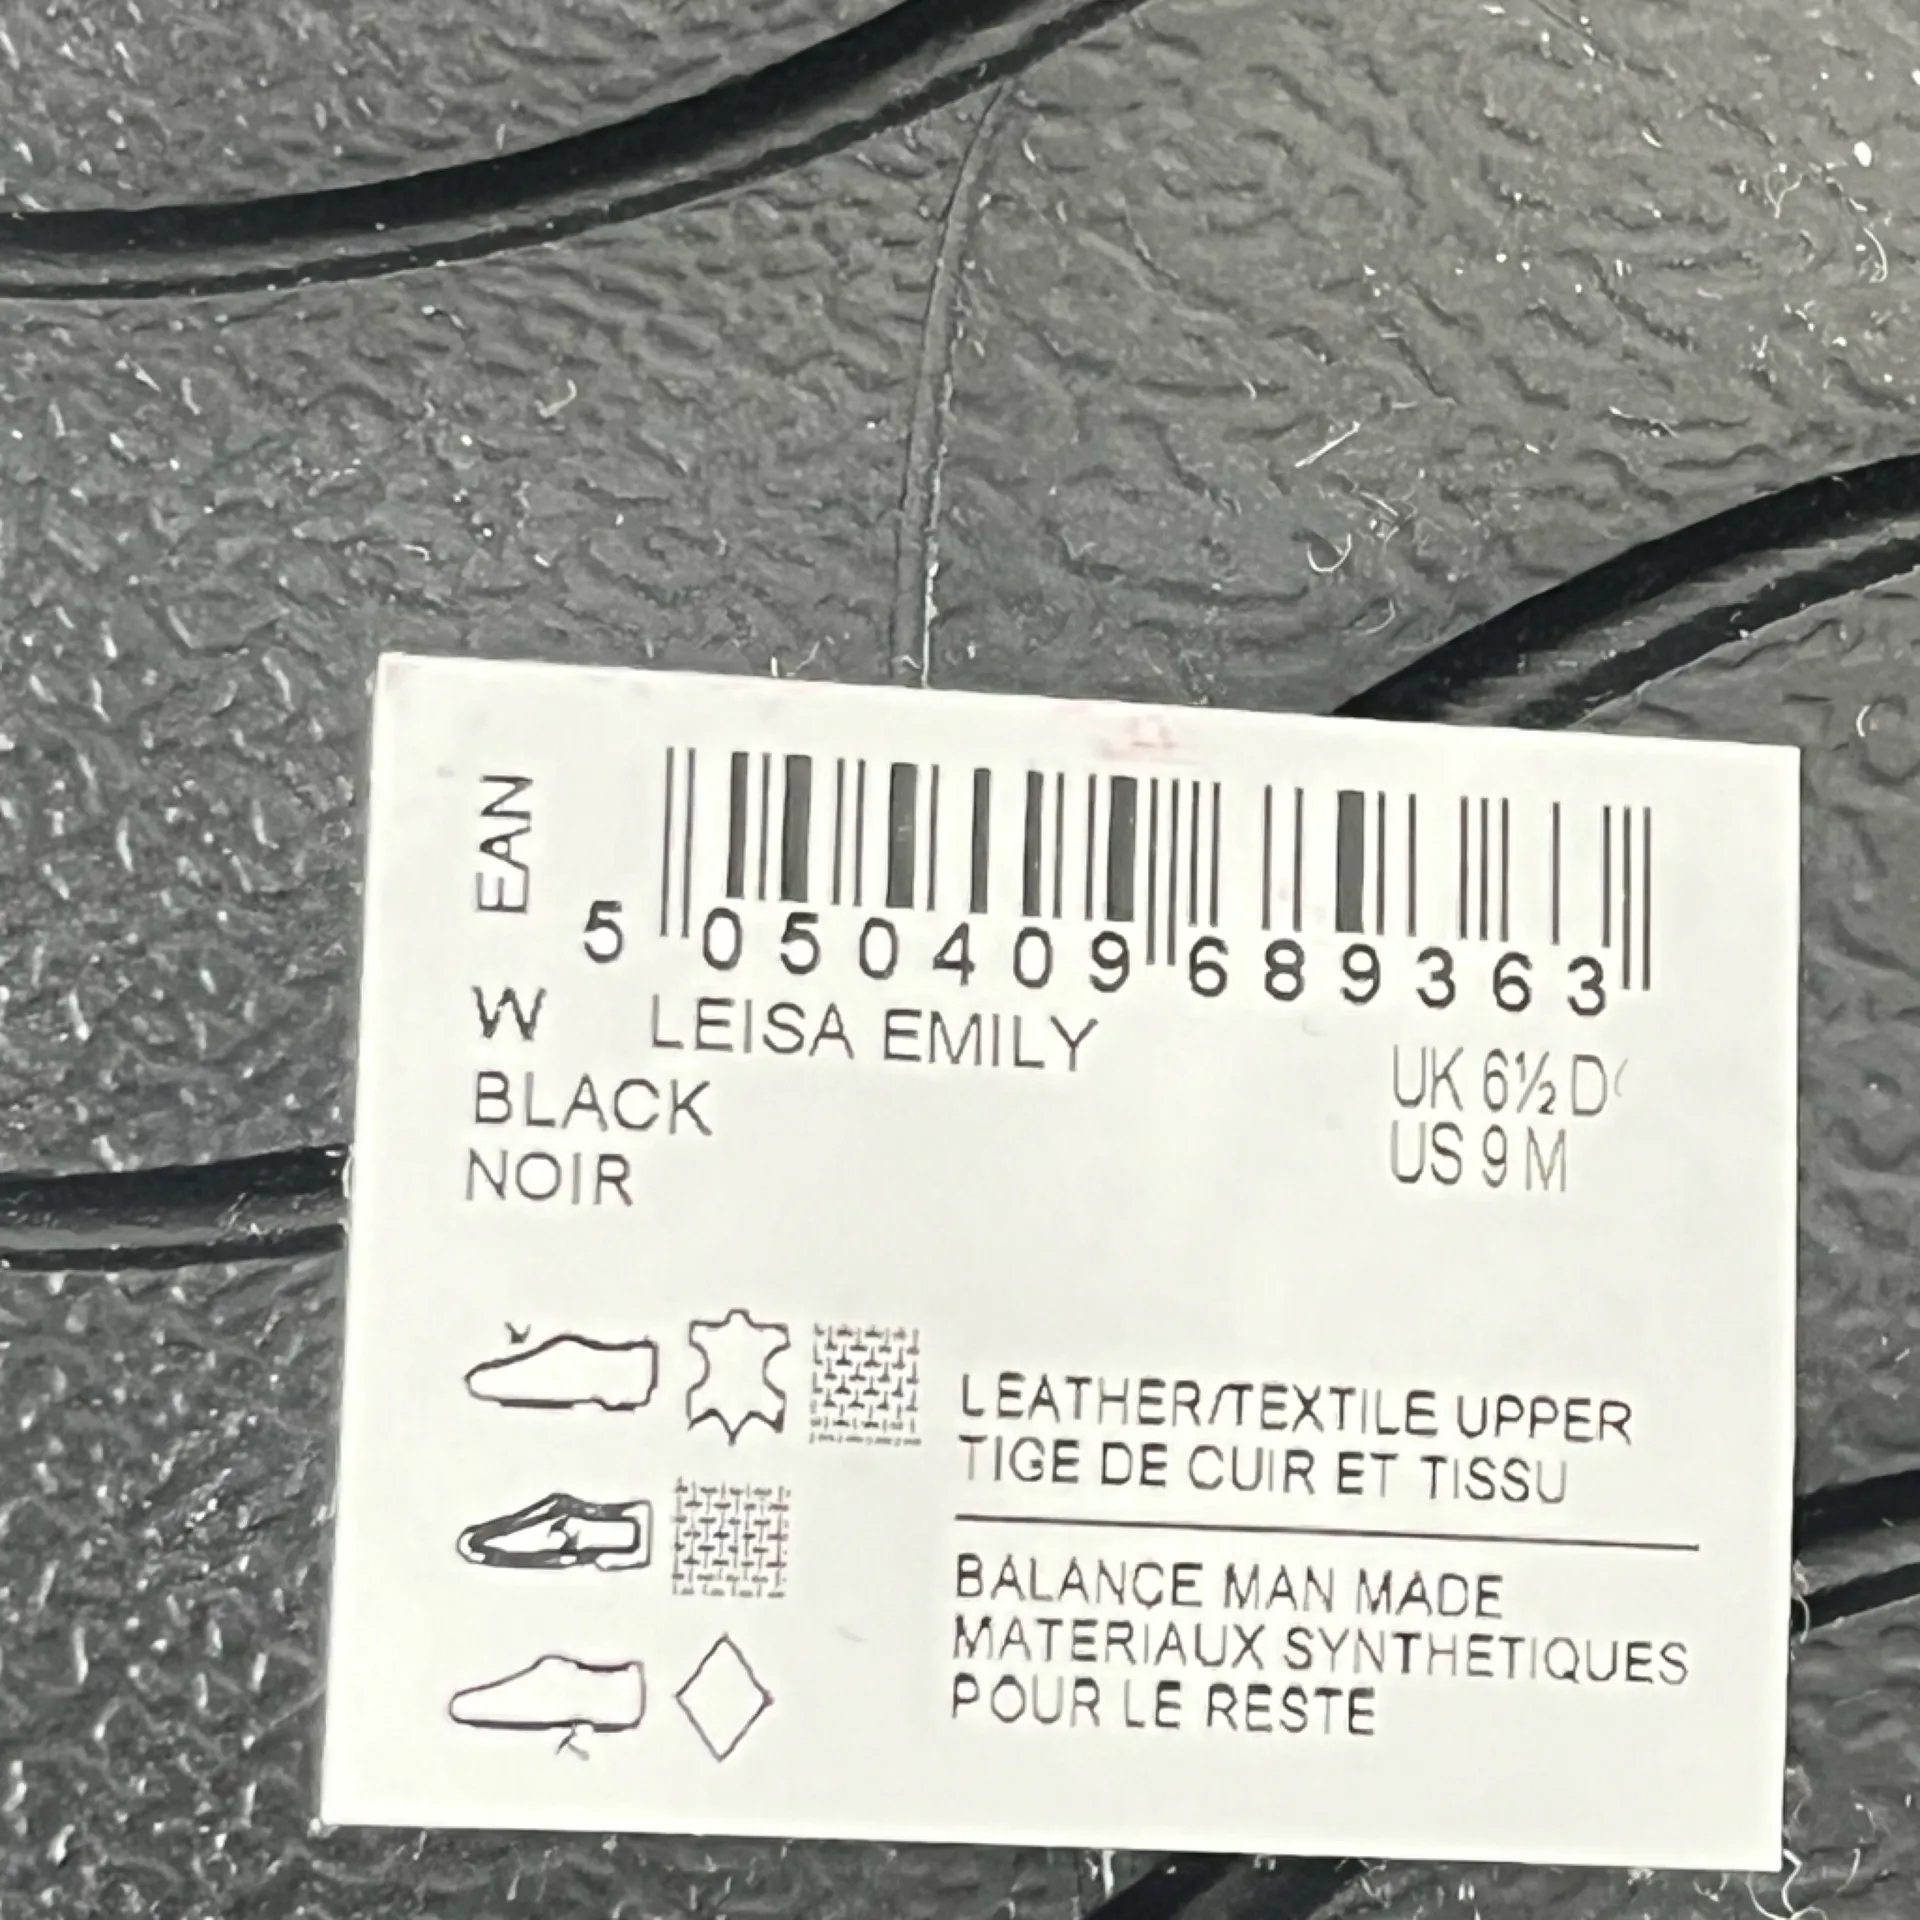 EAN
5 050409 689363
W LEISA EMILY
BLACK
NOIR
UK 6½ D
US 9 M
LEATHER/TEXTILE UPPER
TIGE DE CUIR ET TISSU
BALANCE MAN MADE
MATERIAUX SYNTHETIQUES
POUR LE RESTE